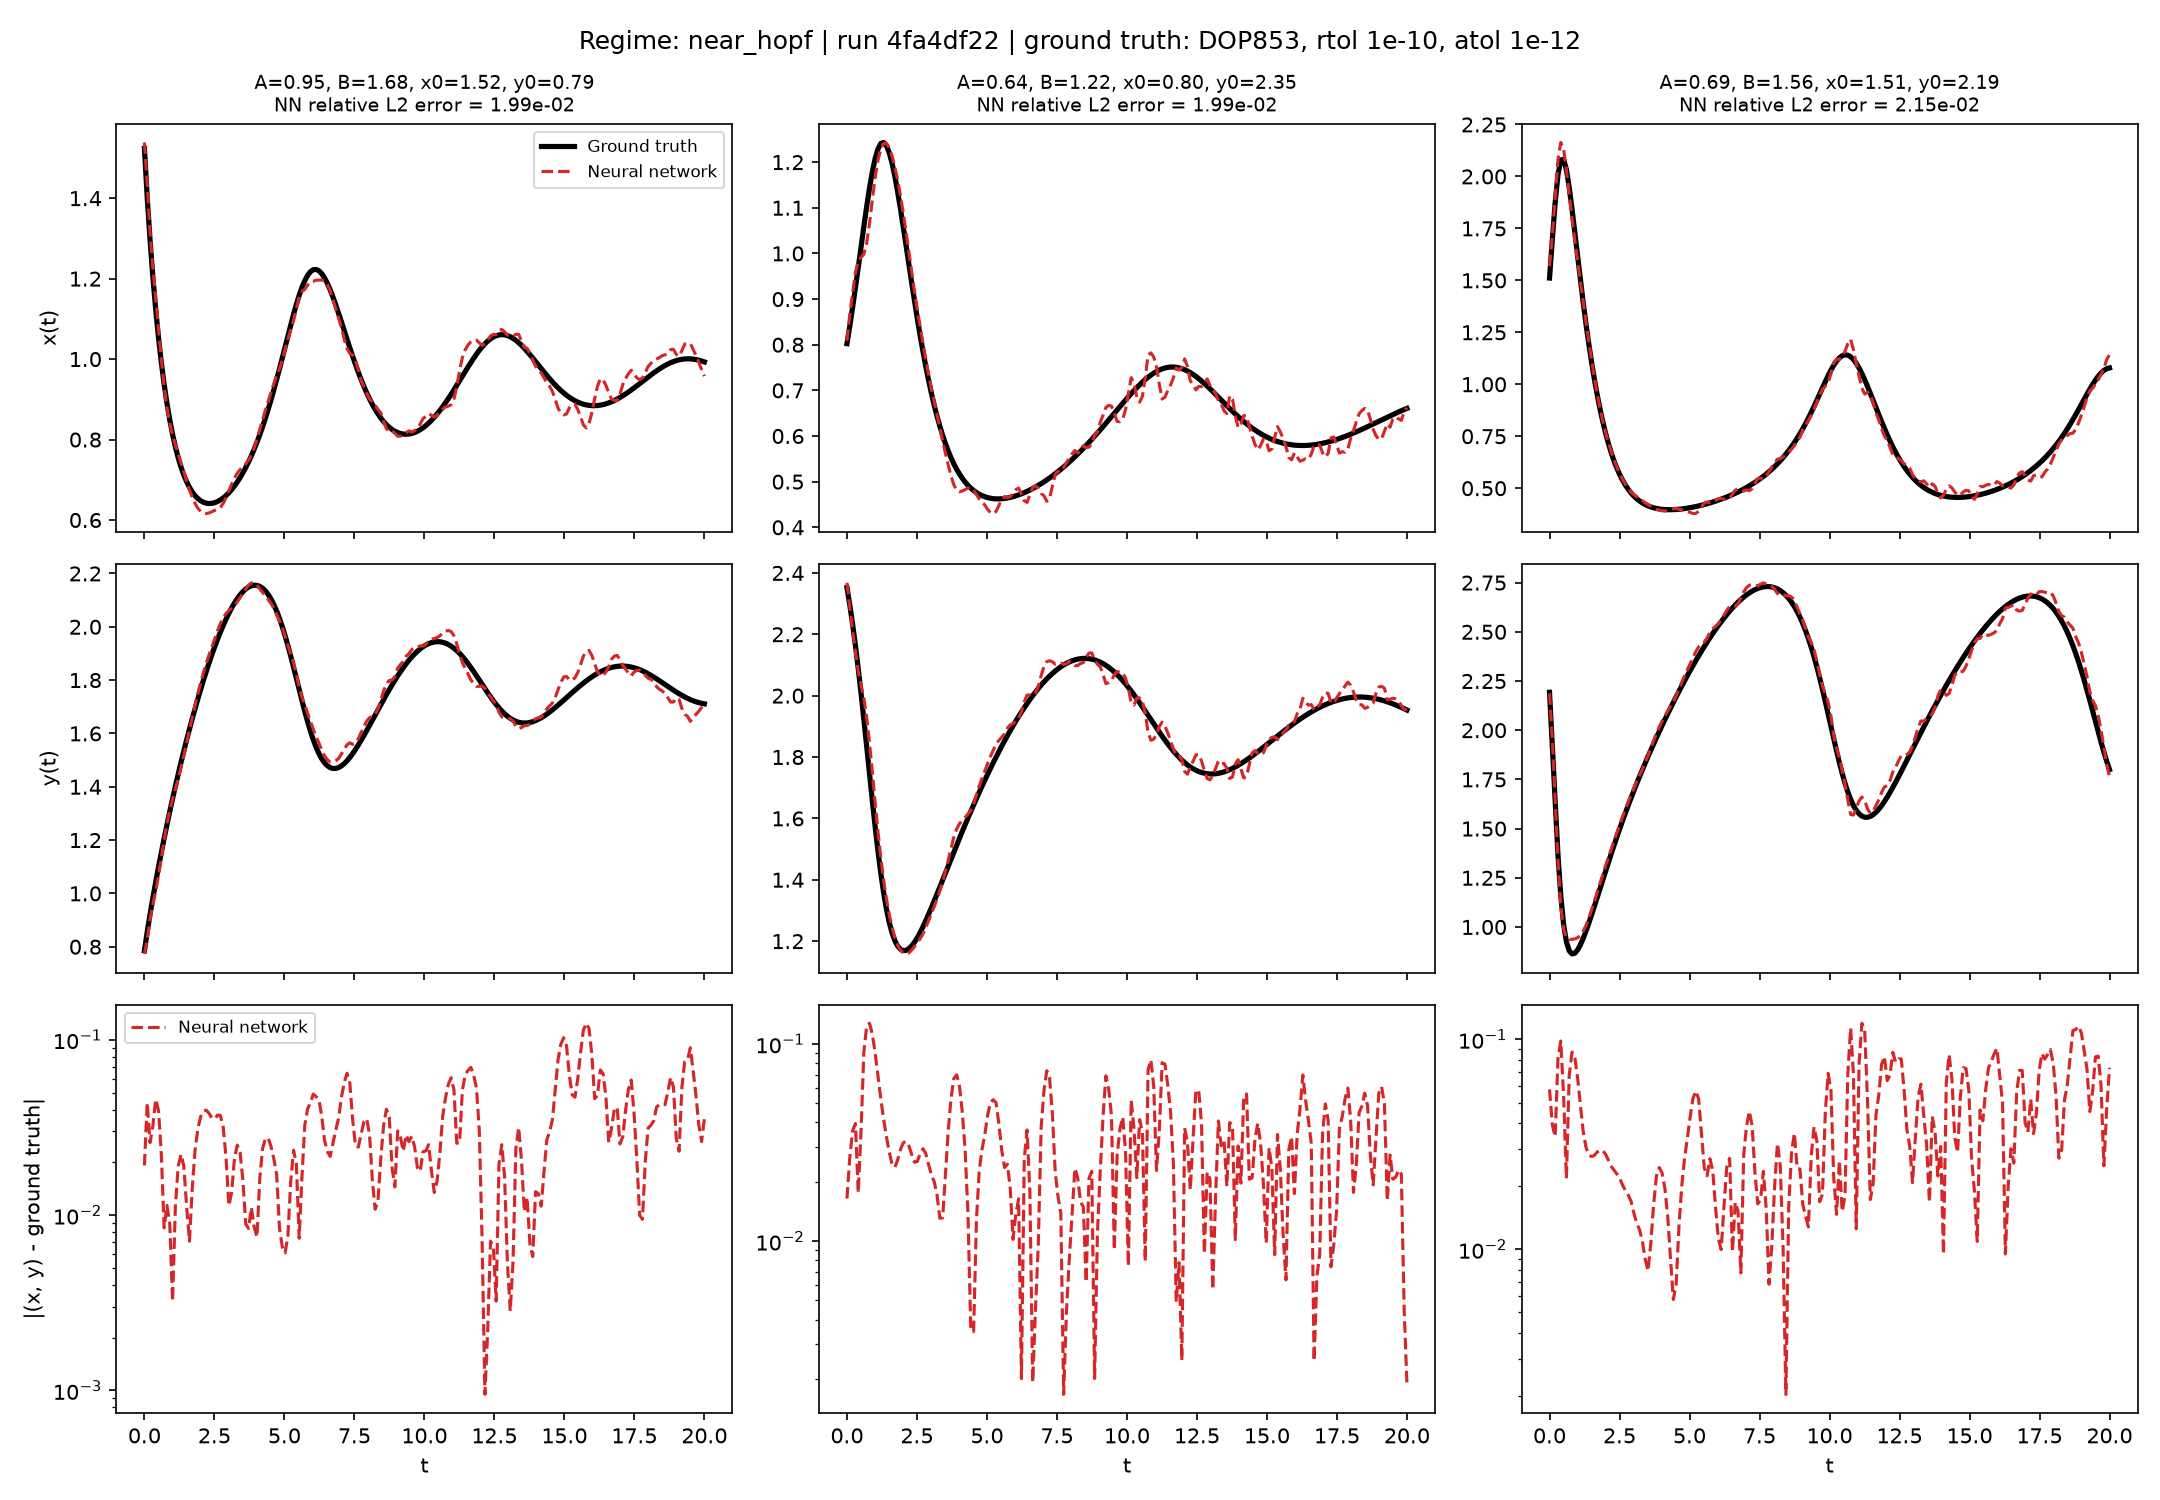 Regime: near_hopf | run 4fa4df22 | ground truth: DOP853, rtol 1e-10, atol 1e-12
A=0.95, B=1.68, x0=1.52, y0=0.79
NN relative L2 error = 1.99e-02
A=0.64, B=1.22, x0=0.80, y0=2.35
NN relative L2 error = 1.99e-02
A=0.69, B=1.56, x0=1.51, y0=2.19
NN relative L2 error = 2.15e-02
x(t)
1.4
1.2
1.0
0.8
0.6
Ground truth
Neural network
1.2
1.1
1.0
0.9
0.8
0.7
0.6
0.5
0.4
2.25
2.00
1.75
1.50
1.25
1.00
0.75
0.50
y(t)
2.2
2.0
1.8
1.6
1.4
1.2
1.0
0.8
2.4
2.2
2.0
1.8
1.6
1.4
1.2
2.75
2.50
2.25
2.00
1.75
1.50
1.25
1.00
|(x, y) - ground truth|
10⁻¹
10⁻²
10⁻³
Neural network
0.0 2.5 5.0 7.5 10.0 12.5 15.0 17.5 20.0
t
10⁻¹
10⁻²
0.0 2.5 5.0 7.5 10.0 12.5 15.0 17.5 20.0
t
10⁻¹
10⁻²
0.0 2.5 5.0 7.5 10.0 12.5 15.0 17.5 20.0
t